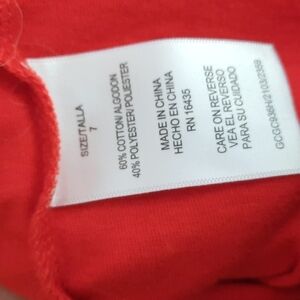 SIZE/TALLA
7
60% COTTON/ ALGODON
40% POLYESTER/ POLIESTER
MADE IN CHINA
HECHO EN CHINA
RN 16435
CARE ON REVERSE
VEA EL REVERSO
PARA SU CUIDADO